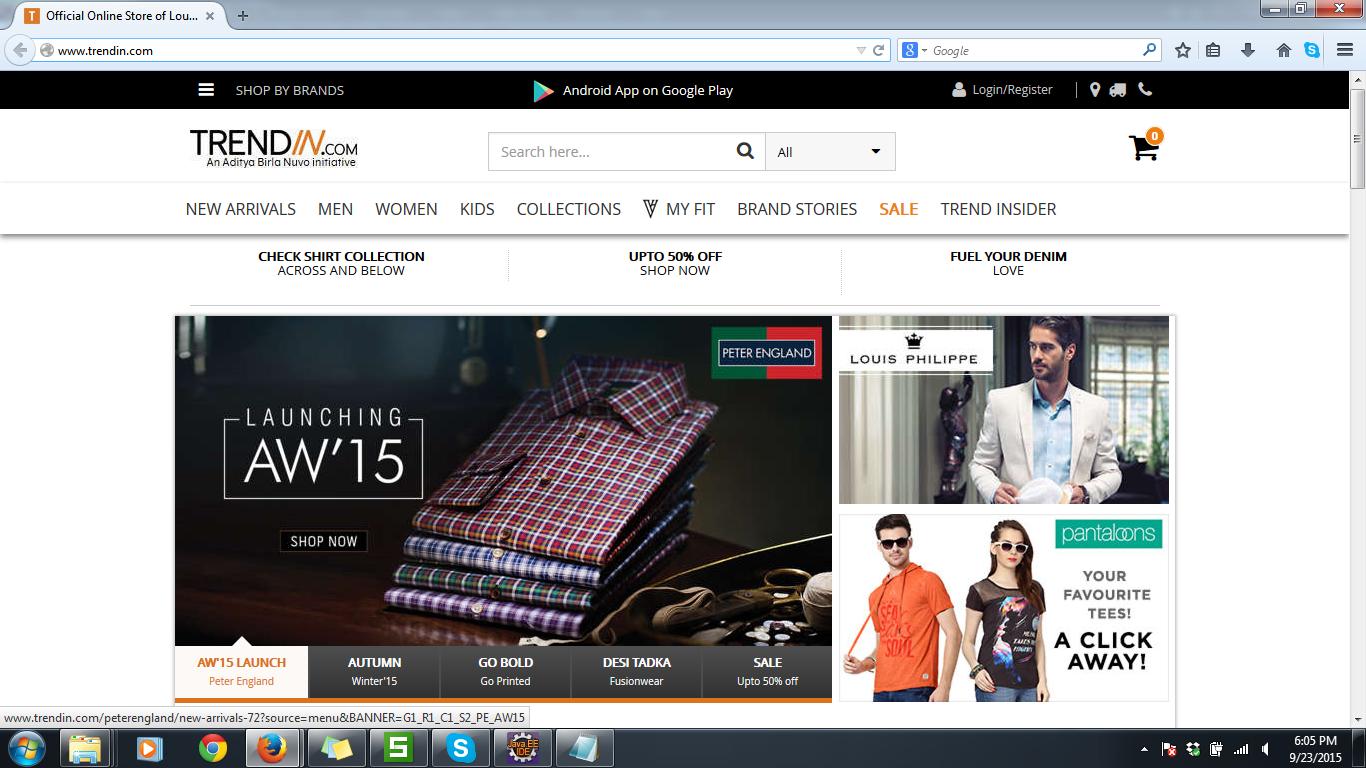 Official Online Store of Lou...
www.trendin.com
Google
SHOP BY BRANDS
Android App on Google Play
Login/Register
TRENDIN.COM
An Aditya Birla Nuvo initiative
Search here...
All
0
NEW ARRIVALS
MEN
WOMEN
KIDS
COLLECTIONS
MY FIT
BRAND STORIES
SALE
TREND INSIDER
CHECK SHIRT COLLECTION
ACROSS AND BELOW
UPTO 50% OFF
SHOP NOW
FUEL YOUR DENIM
LOVE
PETER ENGLAND
LAUNCHING
AW'15
SHOP NOW
LOUIS PHILIPPE
pantaloons
YOUR
FAVOURITE
TEES!
A CLICK
AWAY!
AW'15 LAUNCH
Peter England
AUTUMN
Winter'15
GO BOLD
Go Printed
DESI TADKA
Fusionwear
SALE
Upto 50% off
www.trendin.com/peterengland/new-arrivals-72?source=menu&BANNER=G1_R1_C1_S2_PE_AW15
Java EE
IDE
6:05 PM
9/23/2015